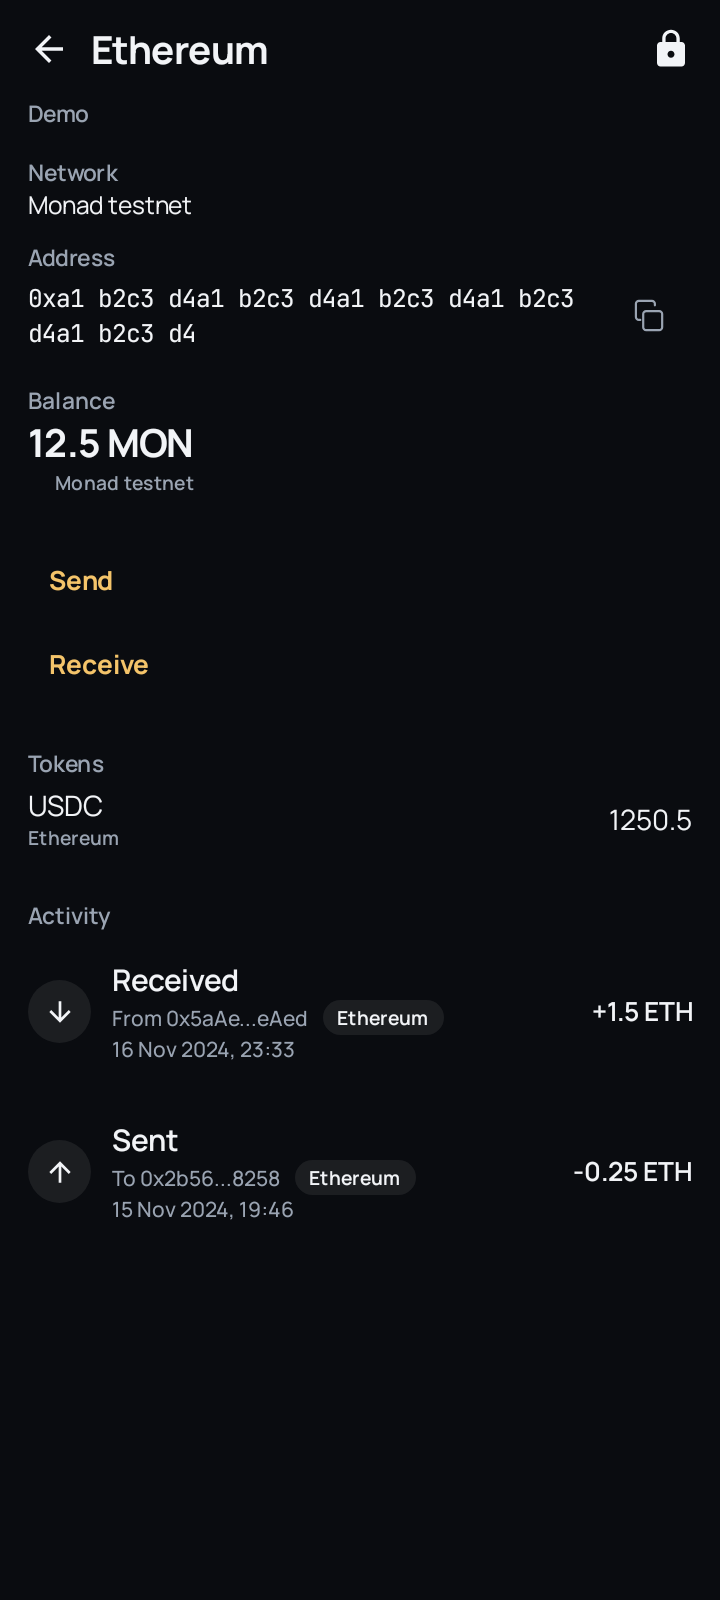 Ethereum
Demo
Network
Monad testnet
Address
0xa1 b2c3 d4a1 b2c3 d4a1 b2c3 d4a1 b2c3
d4a1 b2c3 d4
Balance
12.5 MON
Monad testnet
Send
Receive
Tokens
USDC
1250.5
Ethereum
Activity
Received
From 0x5aAe...eAed Ethereum
+1.5 ETH
16 Nov 2024, 23:33
Sent
To 0x2b56...8258 Ethereum
-0.25 ETH
15 Nov 2024, 19:46